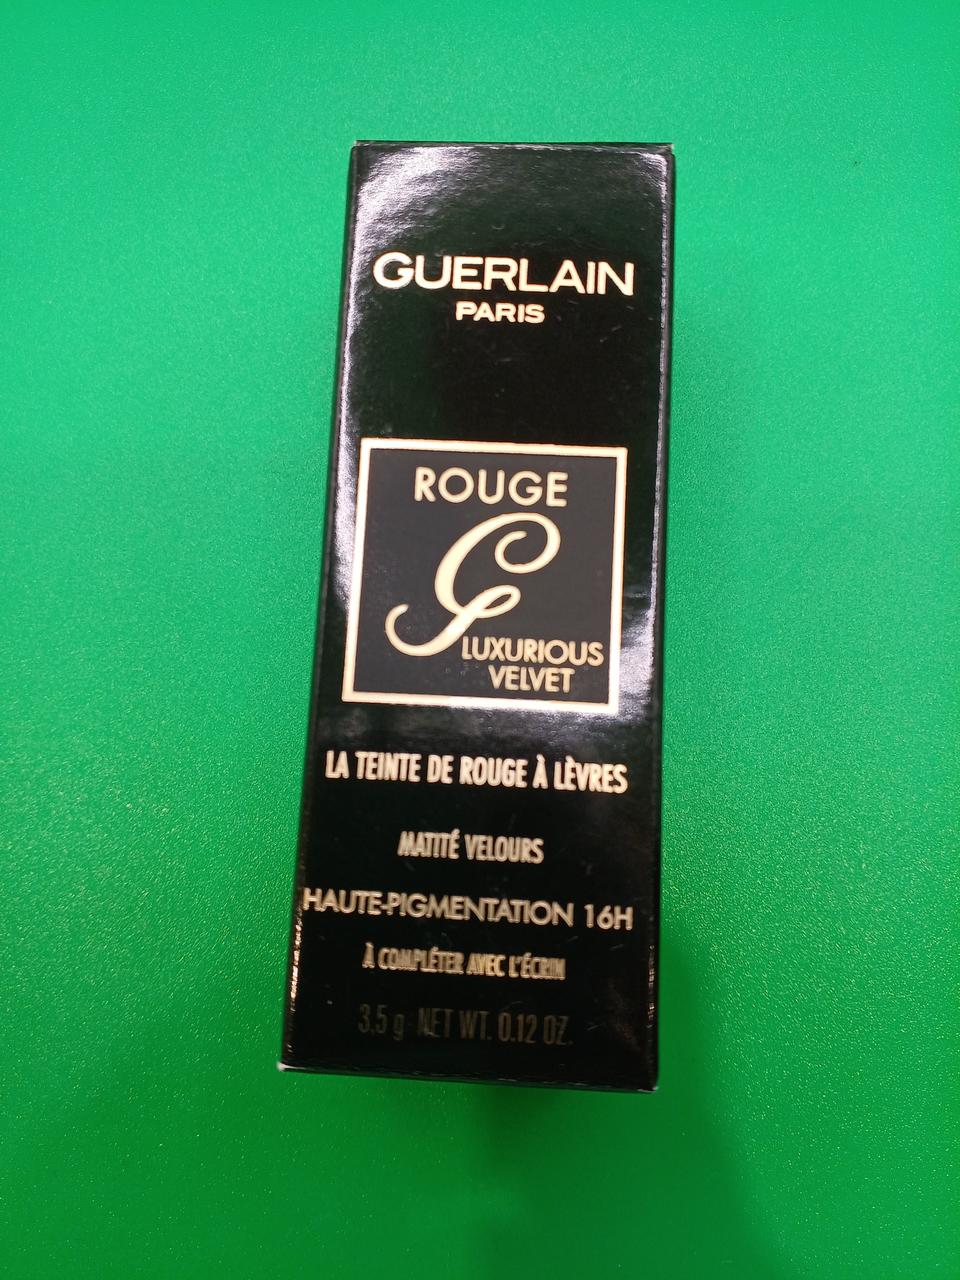 GUERLAIN
PARIS
ROUGE
G
LUXURIOUS
VELVET
LA TEINTE DE ROUGE À LÈVRES
MATITÉ VELOURS
HAUTE-PIGMENTATION 16H
À COMPLÉTER AVEC L'ÉCRIN
3.5 g NET WT. 0.12 OZ.